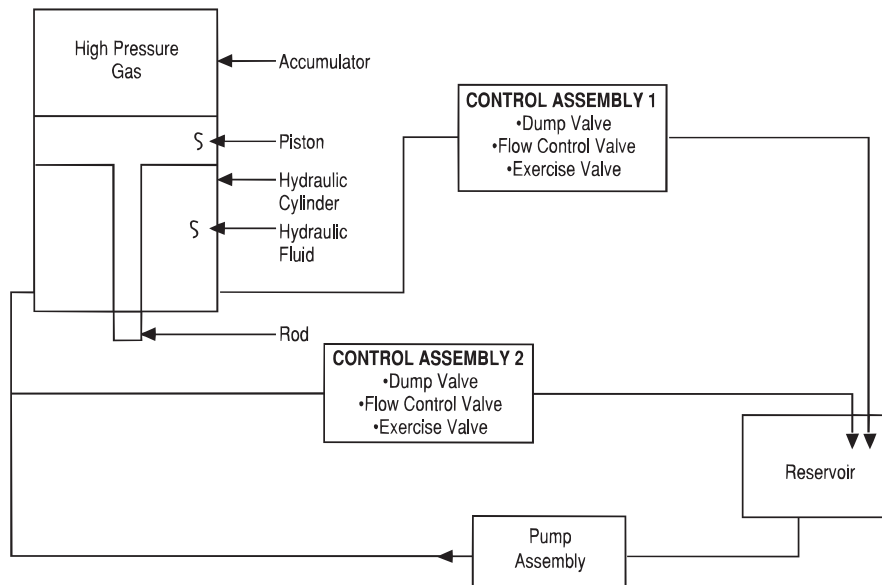 High Pressure
Gas
Accumulator
Piston
Hydraulic
Cylinder
Hydraulic
Fluid
Rod
CONTROL ASSEMBLY 1
•Dump Valve
•Flow Control Valve
•Exercise Valve
CONTROL ASSEMBLY 2
•Dump Valve
•Flow Control Valve
•Exercise Valve
Reservoir
Pump
Assembly